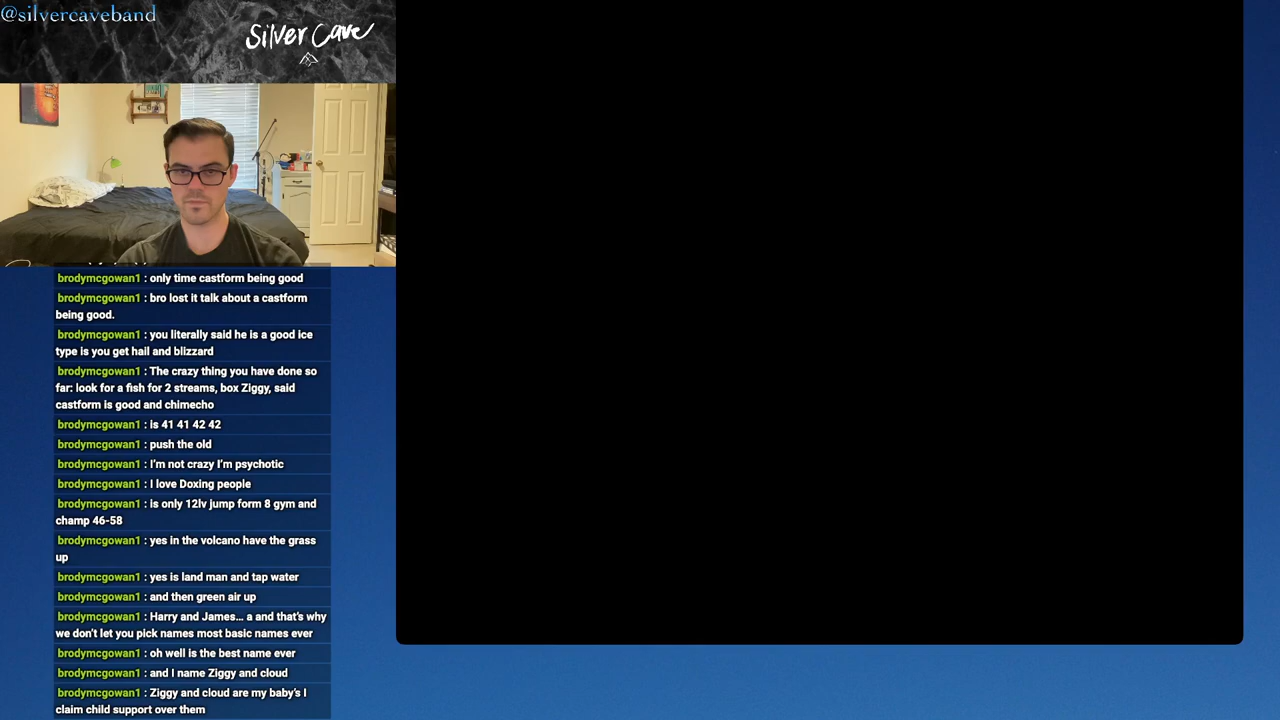 @silvercaveband
Silver Cave
brodymcgowan1 : only time castform being good
brodymcgowan1 : bro lost it talk about a castform
being good.
brodymcgowan1 : you literally said he is a good ice
type is you get hail and blizzard
brodymcgowan1 : The crazy thing you have done so
far: look for a fish for 2 streams, box Ziggy, said
castform is good and chimecho
brodymcgowan1 : is 41 41 42 42
brodymcgowan1 : push the old
brodymcgowan1 : I'm not crazy I'm psychotic
brodymcgowan1 : I love Doxing people
brodymcgowan1 : is only 12lv jump form 8 gym and
champ 46-58
brodymcgowan1 : yes in the volcano have the grass
up
brodymcgowan1 : yes is land man and tap water
brodymcgowan1 : and then green air up
brodymcgowan1 : Harry and James... a and that's why
we don't let you pick names most basic names ever
brodymcgowan1 : oh well is the best name ever
brodymcgowan1 : and I name Ziggy and cloud
brodymcgowan1 : Ziggy and cloud are my baby's I
claim child support over them